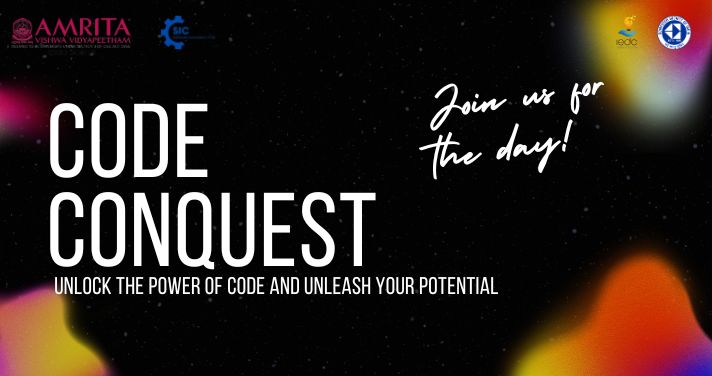 AMRITA
VISHWA VIDYAPEETHAM
SIC
iedc
Join us for
the day!
CODE
CONQUEST
UNLOCK THE POWER OF CODE AND UNLEASH YOUR POTENTIAL